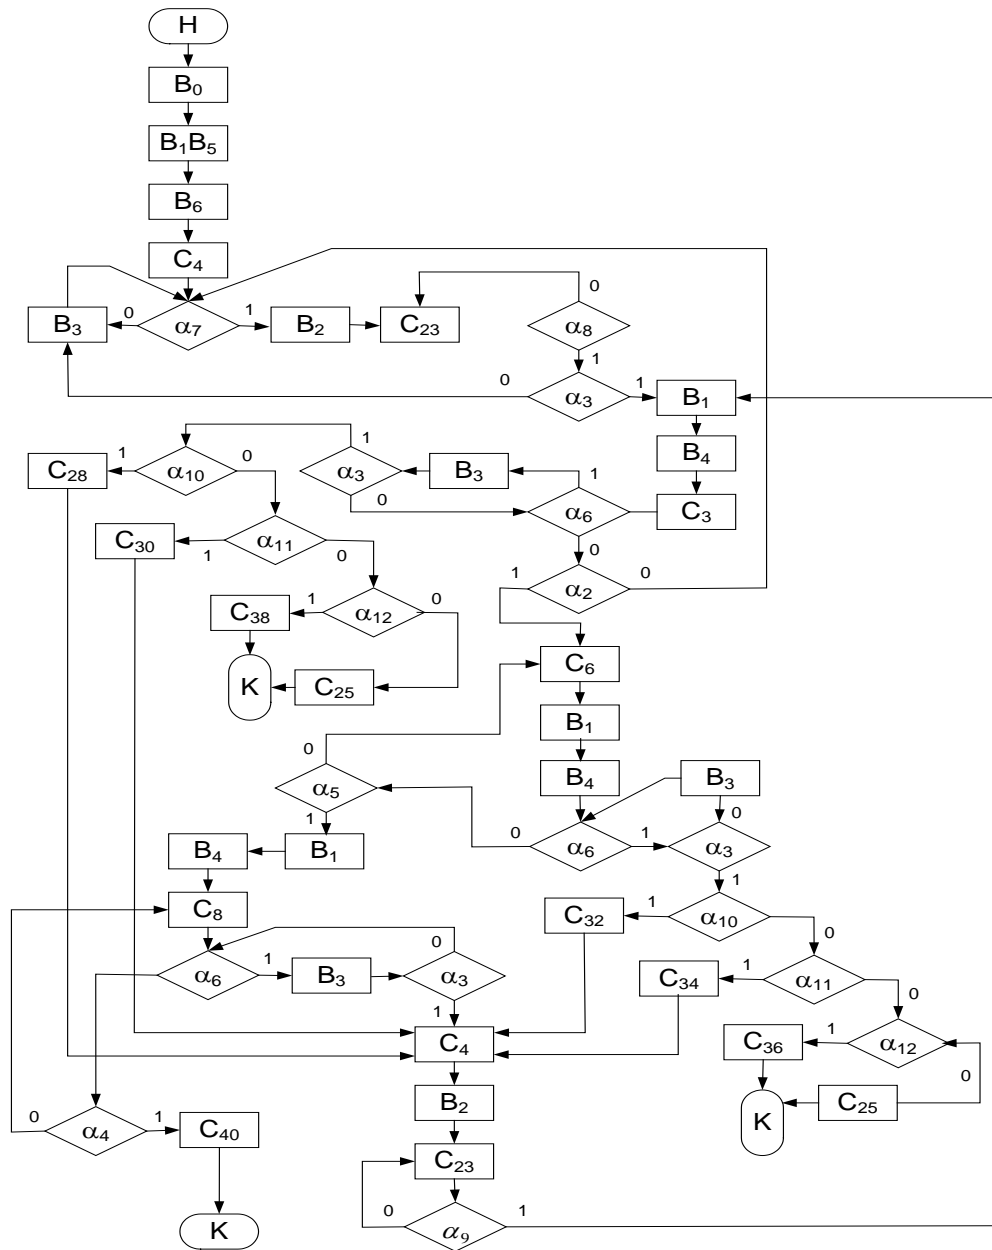 H
B₀
B₁B₅
B₆
C₄
0
B₃
0
α₇
1
B₂
C₂₃
α₈
1
0
α₃
1
B₁
C₂₈
1
α₁₀
0
1
α₃
B₃
1
B₄
0
α₆
C₃
C₃₀
1
α₁₁
0
0
1
α₂
0
C₃₈
1
α₁₂
0
K
C₂₅
C₆
B₁
0
α₅
B₄
B₃
1
0
B₄
B₁
0
α₆
1
α₃
1
C₈
C₃₂
1
α₁₀
0
0
α₆
1
B₃
α₃
C₃₄
1
α₁₁
0
1
C₄
C₃₆
1
α₁₂
0
0
α₄
1
C₄₀
B₂
K
C₂₅
C₂₃
K
0
α₉
1